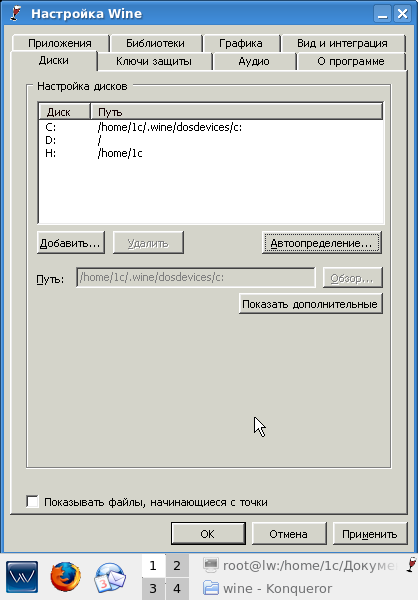 Настройка Wine
Приложения Библиотеки Графика Вид и интеграция
Диски Ключи защиты Аудио О программе
Настройка дисков
Диск Путь
C: /home/1c/.wine/dosdevices/c:
D: /
H: /home/1c
Добавить... Удалить Автоопределение...
Путь: /home/1c/.wine/dosdevices/c: Обзор...
Показать дополнительные
Показывать файлы, начинающиеся с точки
OK Отмена Применить
1 2 root@lw:/home/1c/Докуме
3 4 wine - Konqueror